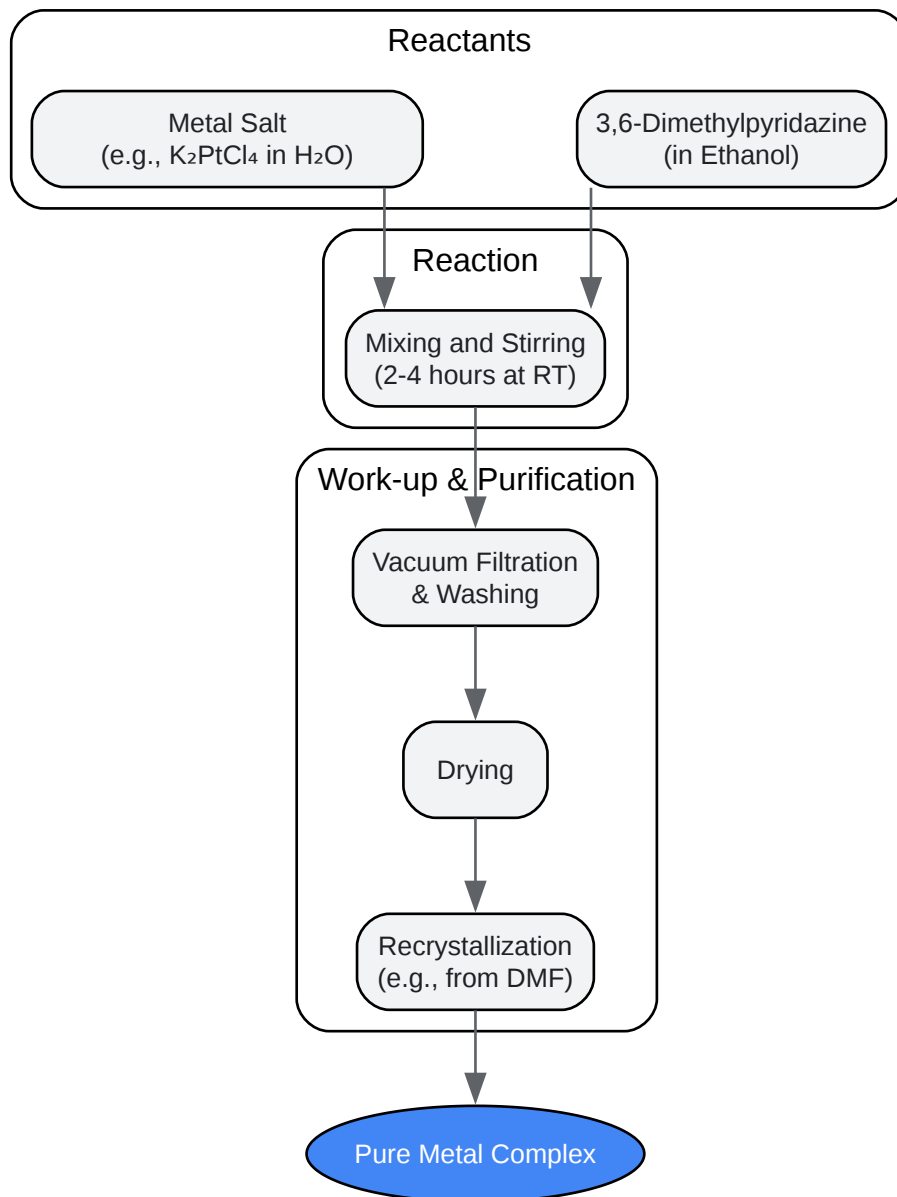 Reactants
Metal Salt
(e.g., K₂PtCl₄ in H₂O)
3,6-Dimethylpyridazine
(in Ethanol)
Reaction
Mixing and Stirring
(2-4 hours at RT)
Work-up & Purification
Vacuum Filtration
& Washing
Drying
Recrystallization
(e.g., from DMF)
Pure Metal Complex